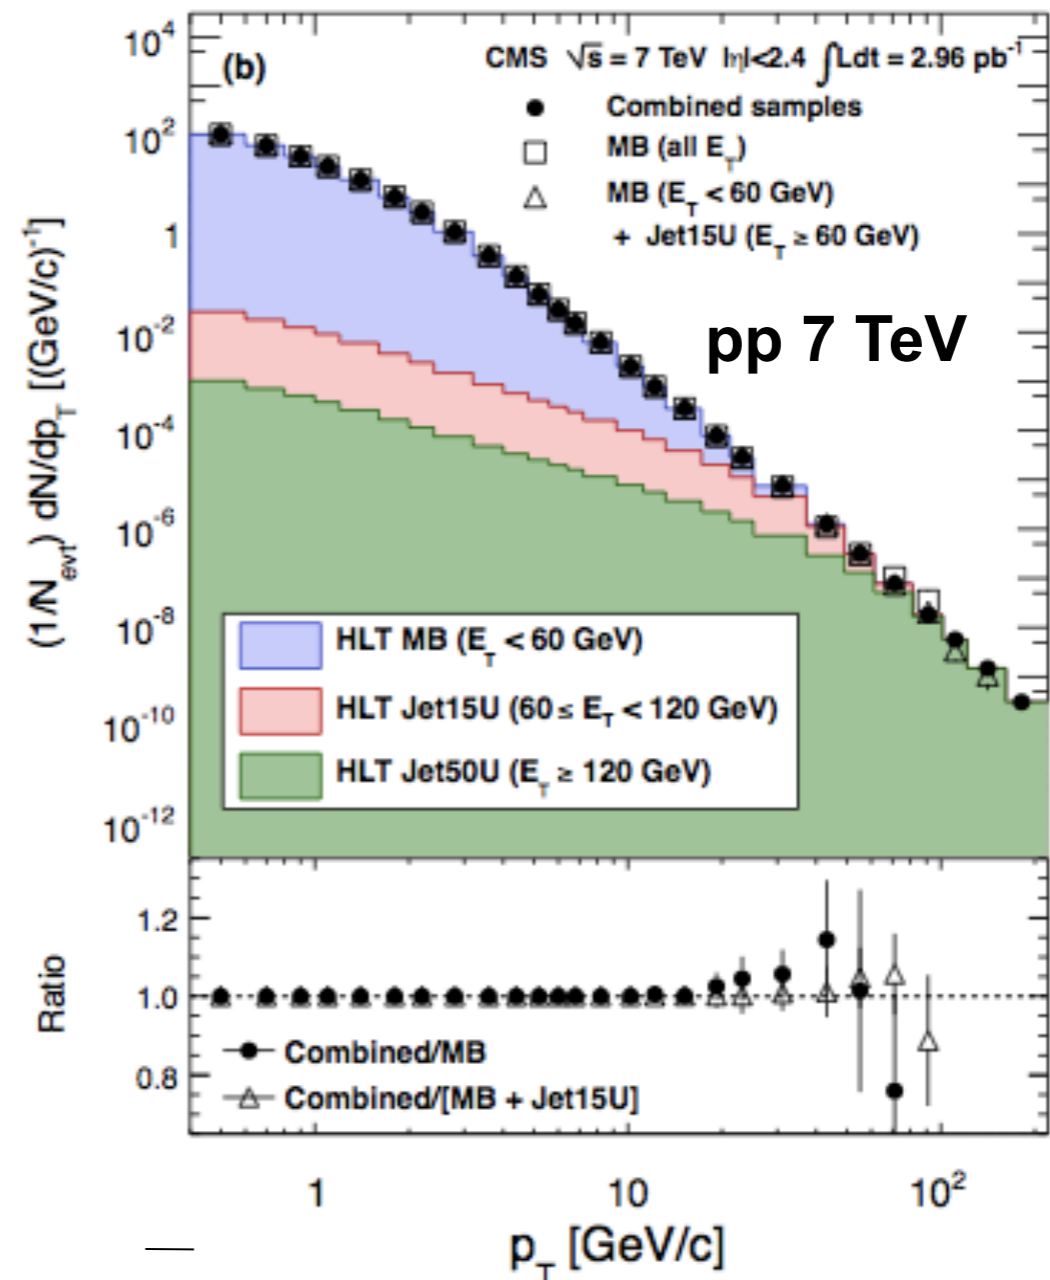 (b)
CMS √s = 7 TeV |η|<2.4 ∫Ldt = 2.96 pb⁻¹
Combined samples
MB (all E_T)
MB (E_T < 60 GeV)
+ Jet15U (E_T ≥ 60 GeV)
pp 7 TeV
(1/N_evt) dN/dp_T [(GeV/c)⁻¹]
10⁴
10²
1
10⁻²
10⁻⁴
10⁻⁶
10⁻⁸
10⁻¹⁰
10⁻¹²
HLT MB (E_T < 60 GeV)
HLT Jet15U (60 ≤ E_T < 120 GeV)
HLT Jet50U (E_T ≥ 120 GeV)
Ratio
1.2
1.0
0.8
Combined/MB
Combined/[MB + Jet15U]
1 10 10²
p_T [GeV/c]